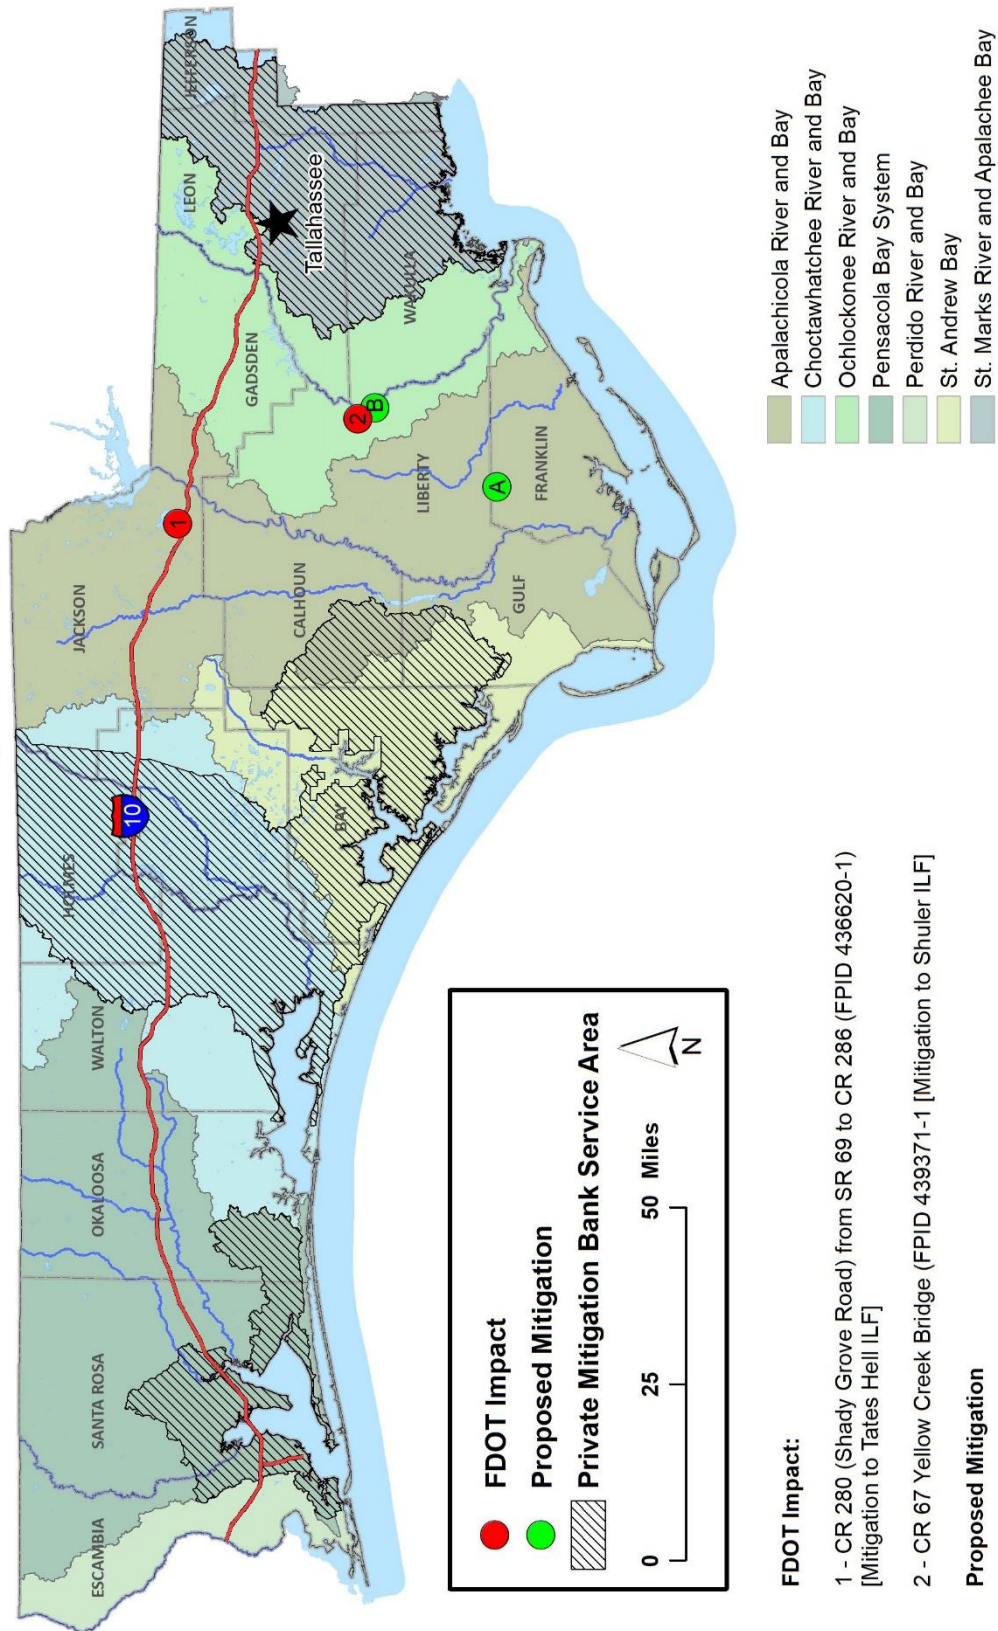 ESCAMBIA
SANTA ROSA
OKALOOSA
WALTON
HOLMES
10
JACKSON
1
BAY
CALHOUN
GULF
LIBERTY
FRANKLIN
A
2
B
GADSDEN
LEON
WAKULLA
JEFFERSON
Tallahassee
FDOT Impact
Proposed Mitigation
Private Mitigation Bank Service Area
0 25 50 Miles
N
FDOT Impact:
1 - CR 280 (Shady Grove Road) from SR 69 to CR 286 (FPID 436620-1)
[Mitigation to Tates Hell ILF]
2 - CR 67 Yellow Creek Bridge (FPID 439371-1 [Mitigation to Shuler ILF]
Proposed Mitigation
Apalachicola River and Bay
Choctawhatchee River and Bay
Ochlockonee River and Bay
Pensacola Bay System
Perdido River and Bay
St. Andrew Bay
St. Marks River and Apalachee Bay